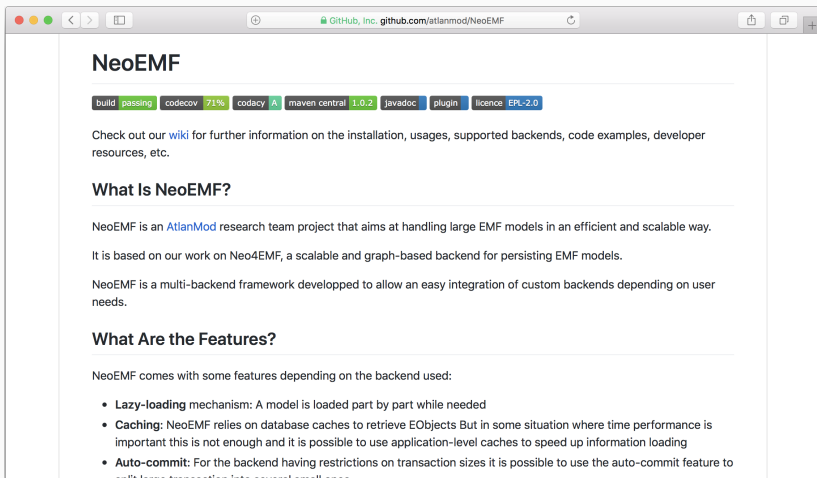 GitHub, Inc. github.com/atlanmod/NeoEMF
NeoEMF
build passing codecov 71% codacy A maven central 1.0.2 javadoc plugin licence EPL-2.0
Check out our wiki for further information on the installation, usages, supported backends, code examples, developer
resources, etc.
What Is NeoEMF?
NeoEMF is an AtlanMod research team project that aims at handling large EMF models in an efficient and scalable way.
It is based on our work on Neo4EMF, a scalable and graph-based backend for persisting EMF models.
NeoEMF is a multi-backend framework developped to allow an easy integration of custom backends depending on user
needs.
What Are the Features?
NeoEMF comes with some features depending on the backend used:
• Lazy-loading mechanism: A model is loaded part by part while needed
• Caching: NeoEMF relies on database caches to retrieve EObjects But in some situation where time performance is
important this is not enough and it is possible to use application-level caches to speed up information loading
• Auto-commit: For the backend having restrictions on transaction sizes it is possible to use the auto-commit feature to